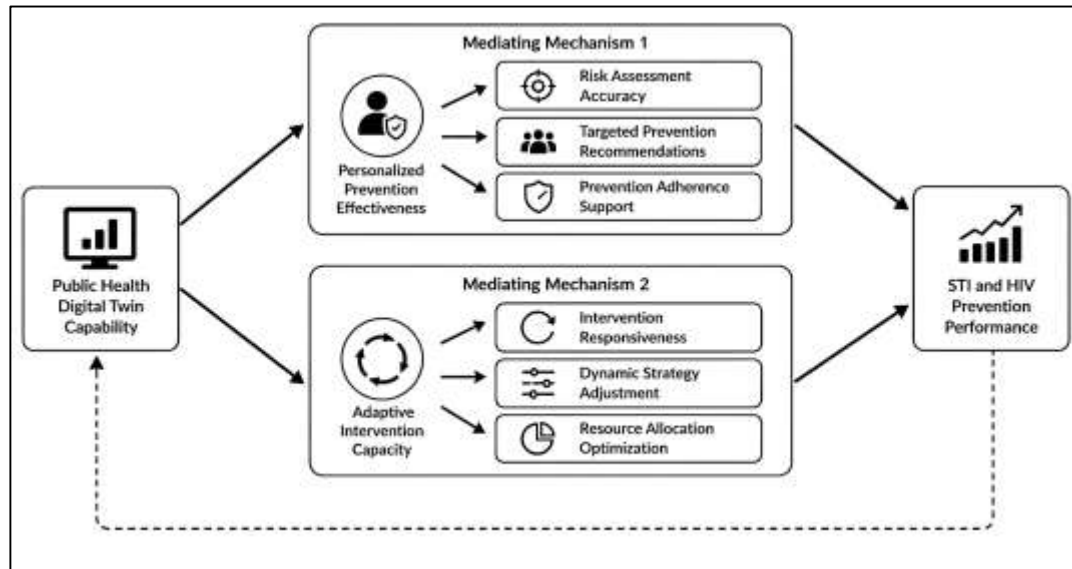 Mediating Mechanism 1
Personalized
Prevention
Effectiveness
Risk Assessment
Accuracy
Targeted Prevention
Recommendations
Prevention Adherence
Support
Public Health
Digital Twin
Capability
Mediating Mechanism 2
Adaptive
Intervention
Capacity
Intervention
Responsiveness
Dynamic Strategy
Adjustment
Resource Allocation
Optimization
STI and HIV
Prevention
Performance